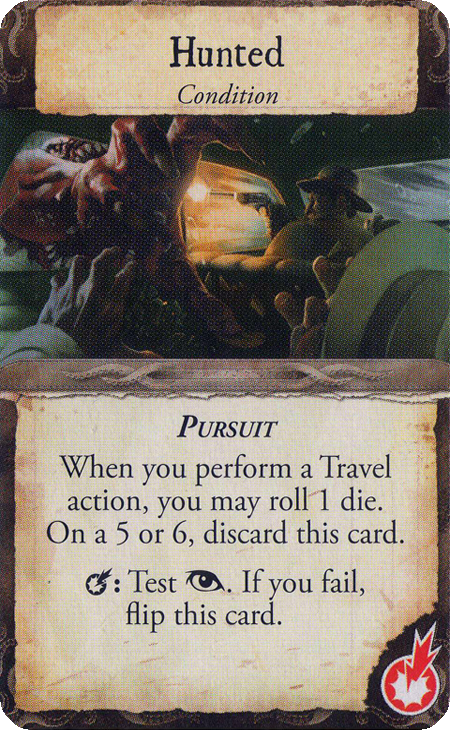 Hunted
Condition
PURSUIT
When you perform a Travel
action, you may roll 1 die.
On a 5 or 6, discard this card.
: Test . If you fail,
flip this card.